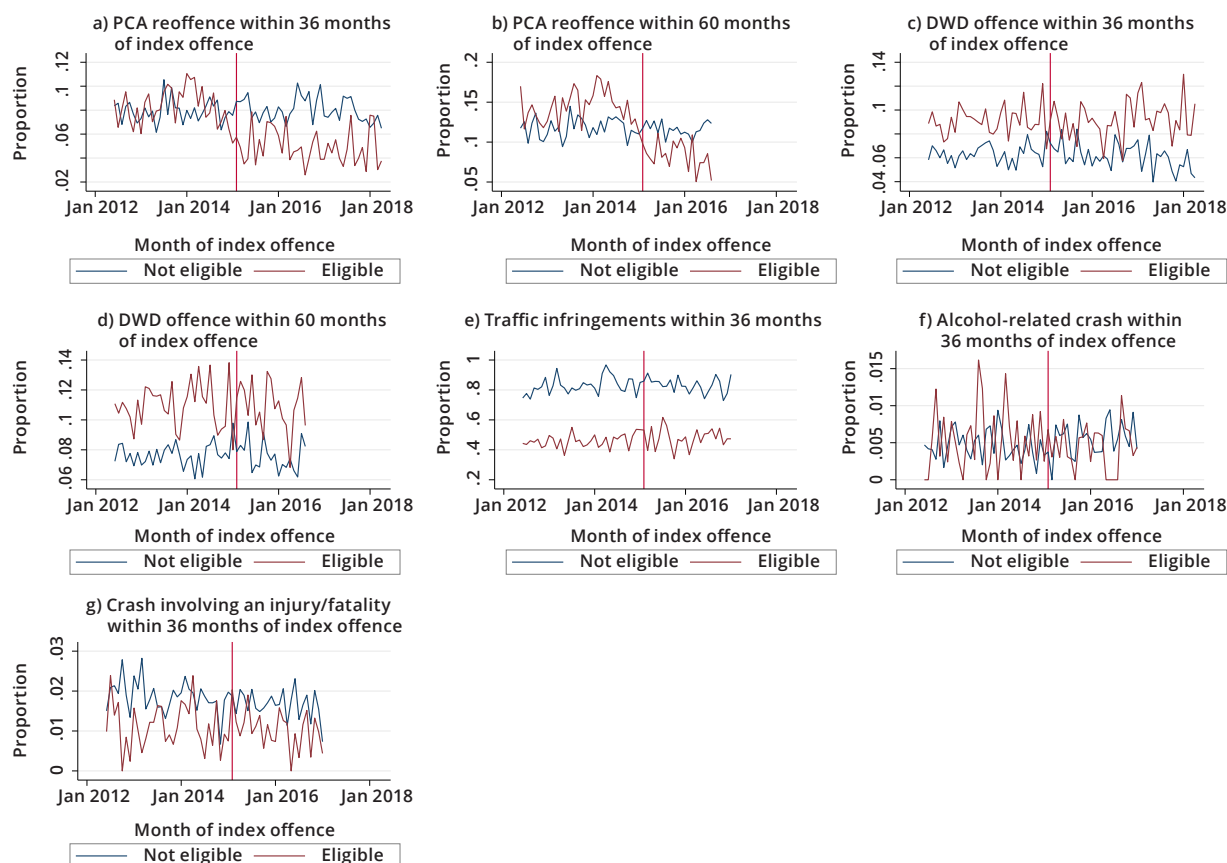 a) PCA reoffence within 36 months
of index offence
Proportion
.12
.1
.06
.02
Jan 2012 Jan 2014 Jan 2016 Jan 2018
Month of index offence
Not eligible Eligible
b) PCA reoffence within 60 months
of index offence
Proportion
.2
.15
.1
.05
Jan 2012 Jan 2014 Jan 2016 Jan 2018
Month of index offence
Not eligible Eligible
c) DWD offence within 36 months
of index offence
Proportion
.14
.1
.06
.04
Jan 2012 Jan 2014 Jan 2016 Jan 2018
Month of index offence
Not eligible Eligible
d) DWD offence within 60 months
of index offence
Proportion
.14
.12
.1
.08
.06
Jan 2012 Jan 2014 Jan 2016 Jan 2018
Month of index offence
Not eligible Eligible
e) Traffic infringements within 36 months
Proportion
1
.8
.6
.4
.2
Jan 2012 Jan 2014 Jan 2016 Jan 2018
Month of index offence
Not eligible Eligible
f) Alcohol-related crash within
36 months of index offence
Proportion
.015
.01
.005
0
Jan 2012 Jan 2014 Jan 2016 Jan 2018
Month of index offence
Not eligible Eligible
g) Crash involving an injury/fatality
within 36 months of index offence
Proportion
.03
.02
.01
0
Jan 2012 Jan 2014 Jan 2016 Jan 2018
Month of index offence
Not eligible Eligible